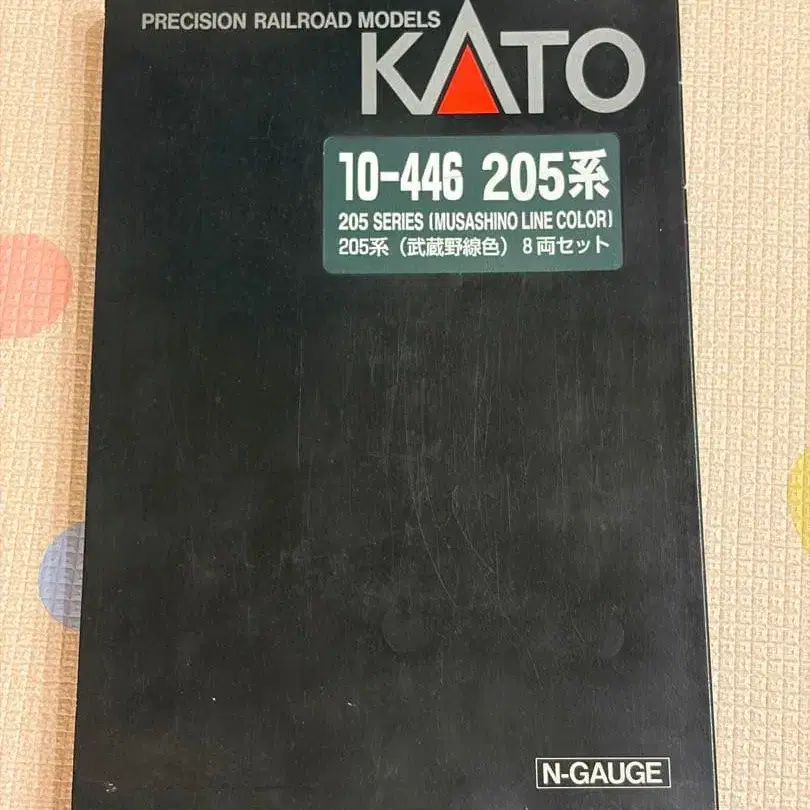 PRECISION RAILROAD MODELS
KATO
10-446 205系
205 SERIES (MUSASHINO LINE COLOR)
205系（武蔵野線色）８両セット
N-GAUGE